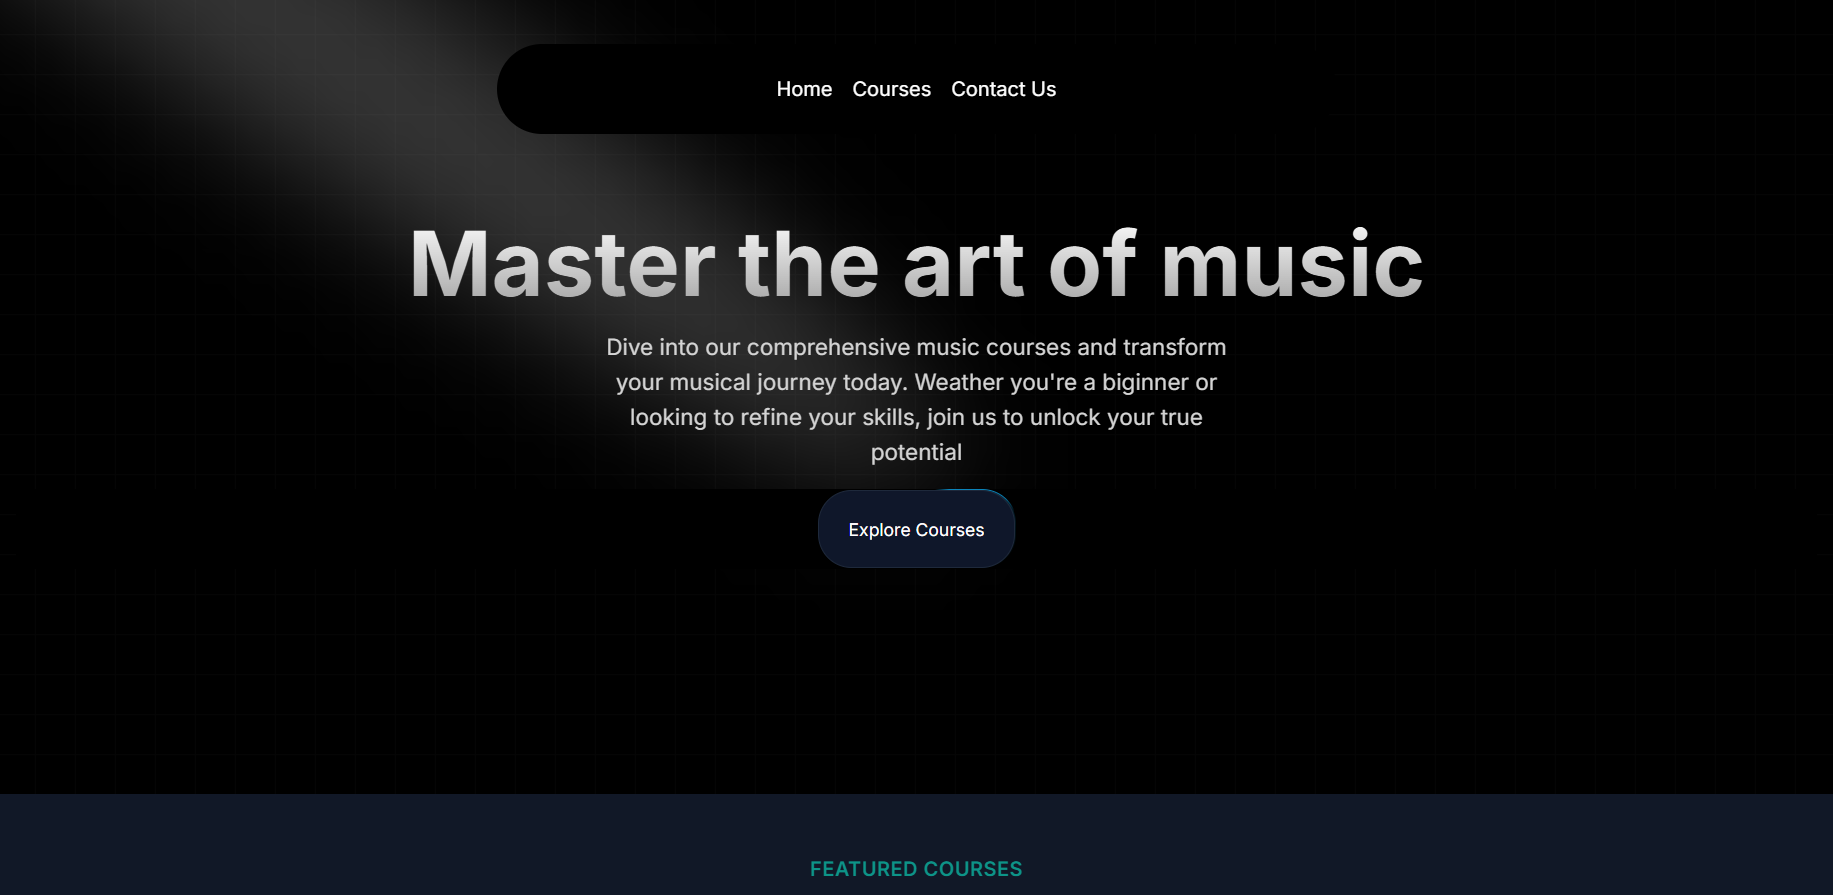 Home Courses Contact Us
Master the art of music
Dive into our comprehensive music courses and transform
your musical journey today. Weather you're a biginner or
looking to refine your skills, join us to unlock your true
potential
Explore Courses
FEATURED COURSES